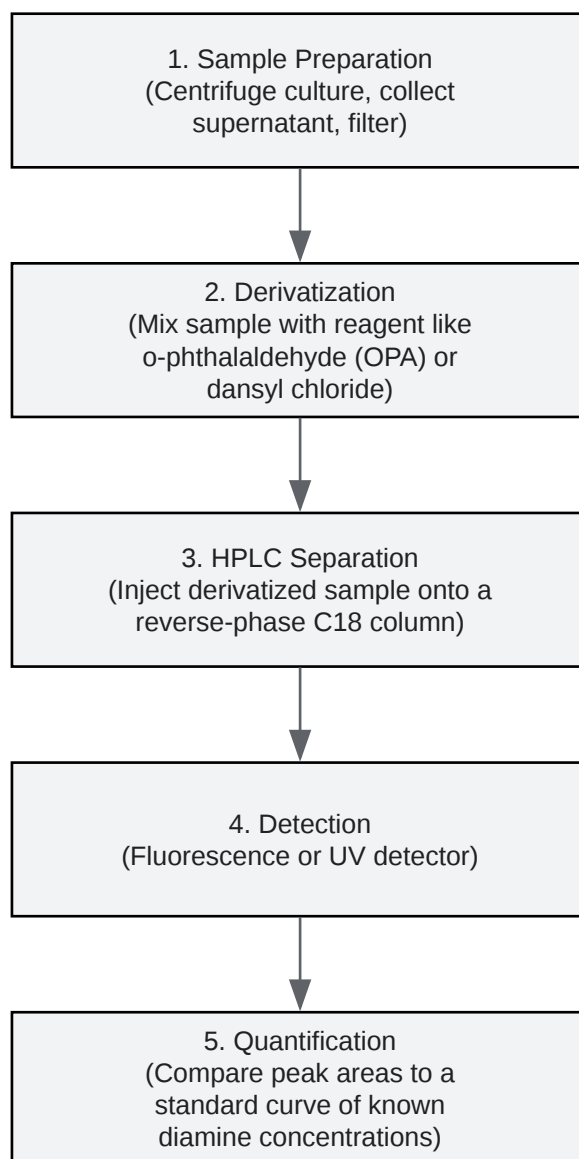 1. Sample Preparation
(Centrifuge culture, collect
supernatant, filter)
2. Derivatization
(Mix sample with reagent like
o-phthalaldehyde (OPA) or
dansyl chloride)
3. HPLC Separation
(Inject derivatized sample onto a
reverse-phase C18 column)
4. Detection
(Fluorescence or UV detector)
5. Quantification
(Compare peak areas to a
standard curve of known
diamine concentrations)